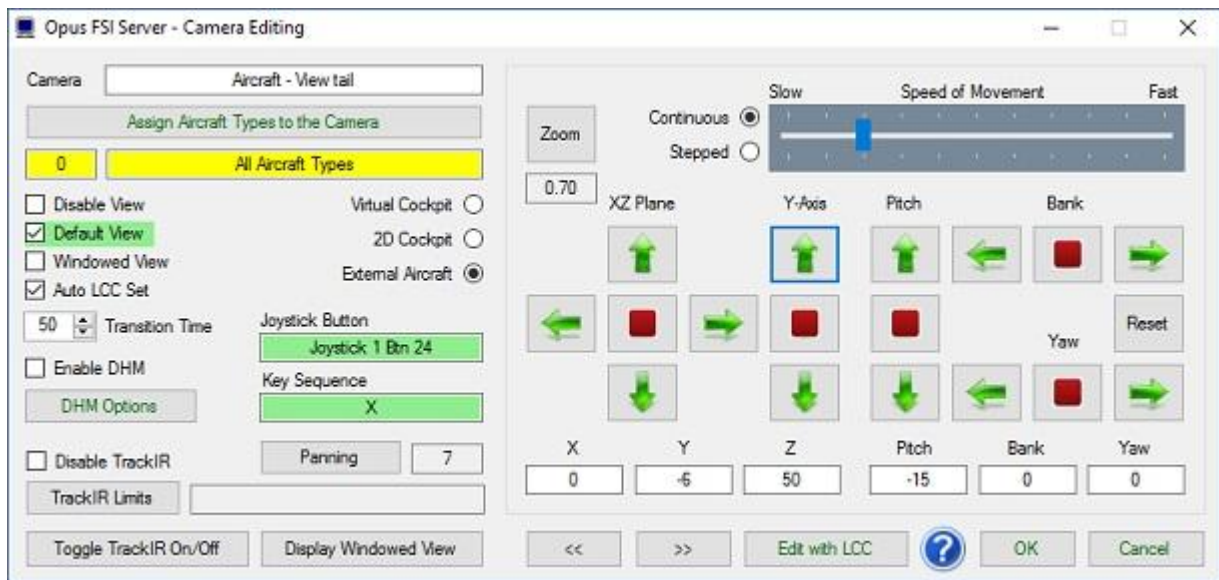 Opus FSI Server - Camera Editing
Camera
Aircraft - View tail
Assign Aircraft Types to the Camera
0
All Aircraft Types
Disable View
Virtual Cockpit
Default View
2D Cockpit
Windowed View
External Aircraft
Auto LCC Set
50
Transition Time
Joystick Button
Joystick 1 Btn 24
Enable DHM
Key Sequence
DHM Options
X
Disable TrackIR
Panning
7
TrackIR Limits
Toggle TrackIR On/Off
Display Windowed View
Slow
Speed of Movement
Fast
Zoom
Continuous
Stepped
0.70
XZ Plane
Y-Axis
Pitch
Bank
Reset
Yaw
X
Y
Z
Pitch
Bank
Yaw
0
-6
50
-15
0
0
<<
>>
Edit with LCC
?
OK
Cancel